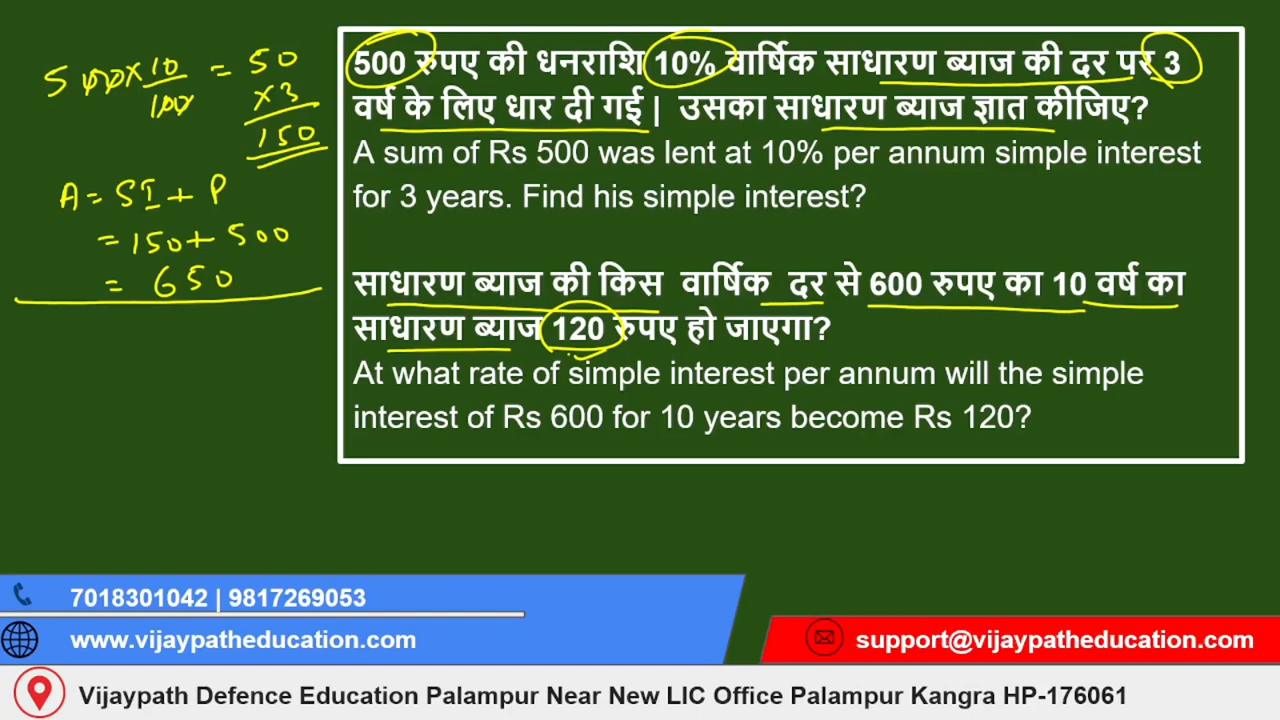 500 × 10/100 = 50
× 3
150
A = SI + P
= 150 + 500
= 650
500 रुपए की धनराशि 10% वार्षिक साधारण ब्याज की दर पर 3
वर्ष के लिए धार दी गई | उसका साधारण ब्याज ज्ञात कीजिए?
A sum of Rs 500 was lent at 10% per annum simple interest
for 3 years. Find his simple interest?
साधारण ब्याज की किस वार्षिक दर से 600 रुपए का 10 वर्ष का
साधारण ब्याज 120 रुपए हो जाएगा?
At what rate of simple interest per annum will the simple
interest of Rs 600 for 10 years become Rs 120?
7018301042 | 9817269053
www.vijaypatheducation.com
support@vijaypatheducation.com
Vijaypath Defence Education Palampur Near New LIC Office Palampur Kangra HP-176061